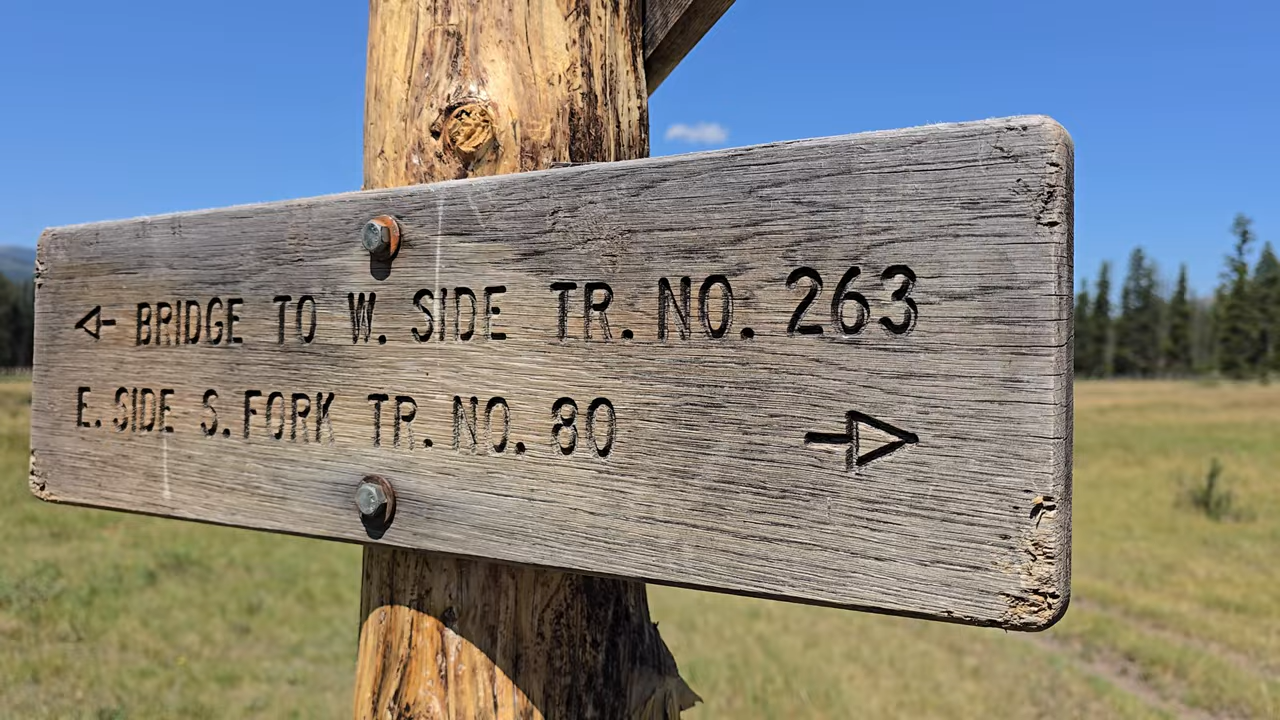 ← BRIDGE TO W. SIDE TR. NO. 263
E. SIDE S. FORK TR. NO. 80 →